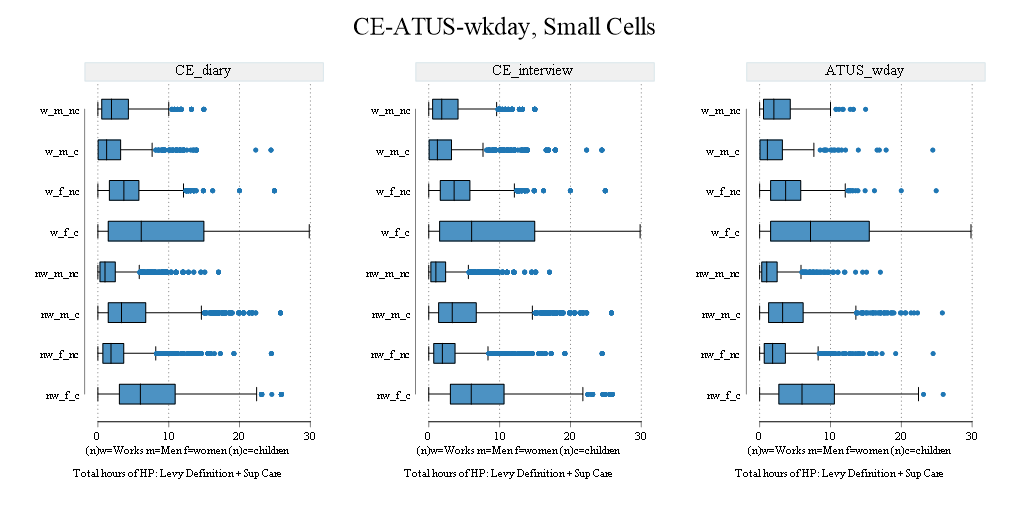 CE-ATUS-wkday, Small Cells
CE_diary
w_m_nc
w_m_c
w_f_nc
w_f_c
nw_m_nc
nw_m_c
nw_f_nc
nw_f_c
0 10 20 30
(n)w=Works m=Men f=women (n)c=children
Total hours of HP: Levy Definition + Sup Care
CE_interview
w_m_nc
w_m_c
w_f_nc
w_f_c
nw_m_nc
nw_m_c
nw_f_nc
nw_f_c
0 10 20 30
(n)w=Works m=Men f=women (n)c=children
Total hours of HP: Levy Definition + Sup Care
ATUS_wday
w_m_nc
w_m_c
w_f_nc
w_f_c
nw_m_nc
nw_m_c
nw_f_nc
nw_f_c
0 10 20 30
(n)w=Works m=Men f=women (n)c=children
Total hours of HP: Levy Definition + Sup Care